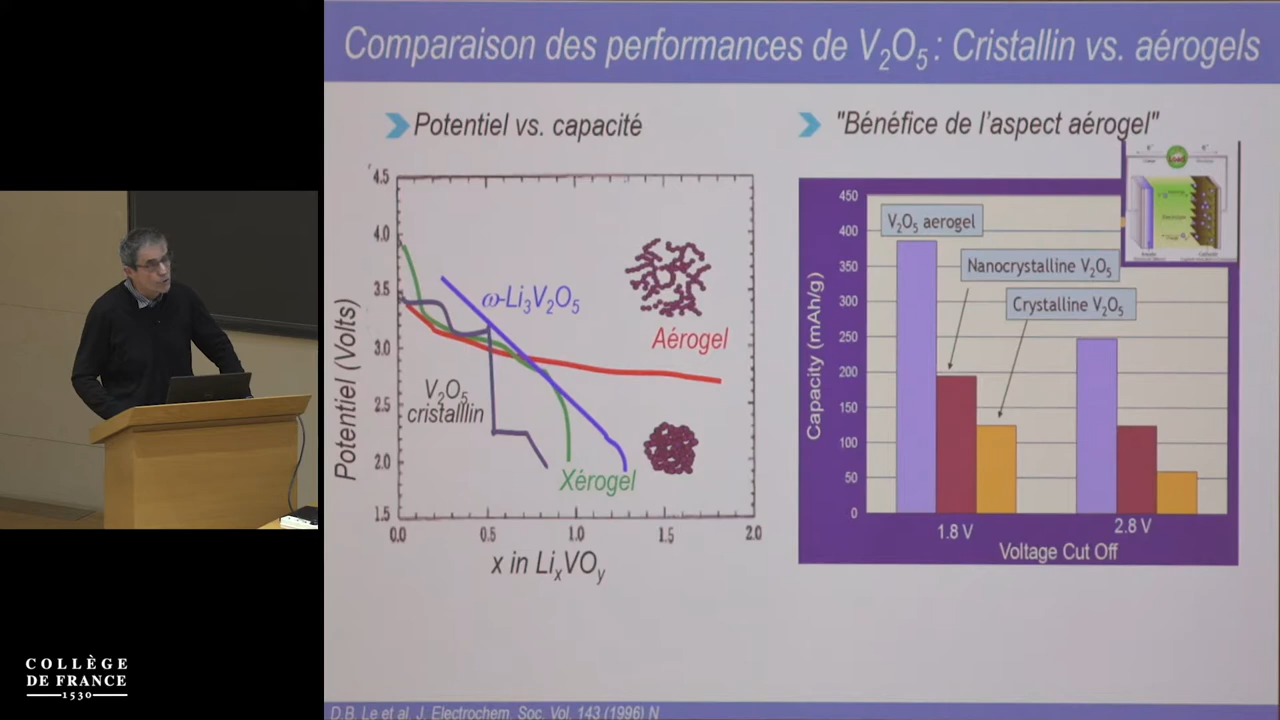 Comparaison des performances de V₂O₅ : Cristallin vs. aérogels
Potentiel vs. capacité
"Bénéfice de l'aspect aérogel"
Potentiel (Volts)
4.5
4.0
3.5
3.0
2.5
2.0
1.5
0.0
0.5
1.0
1.5
2.0
x in LiₓVOᵧ
ω-Li₃V₂O₅
Aérogel
V₂O₅
cristalllin
Xérogel
Capacity (mAh/g)
450
400
350
300
250
200
150
100
50
0
V₂O₅ aerogel
Nanocrystalline V₂O₅
Crystalline V₂O₅
1.8 V
2.8 V
Voltage Cut Off
COLLÈGE
DE FRANCE
1530
D.B. Le et al, J. Electrochem. Soc. Vol. 143 (1996) N